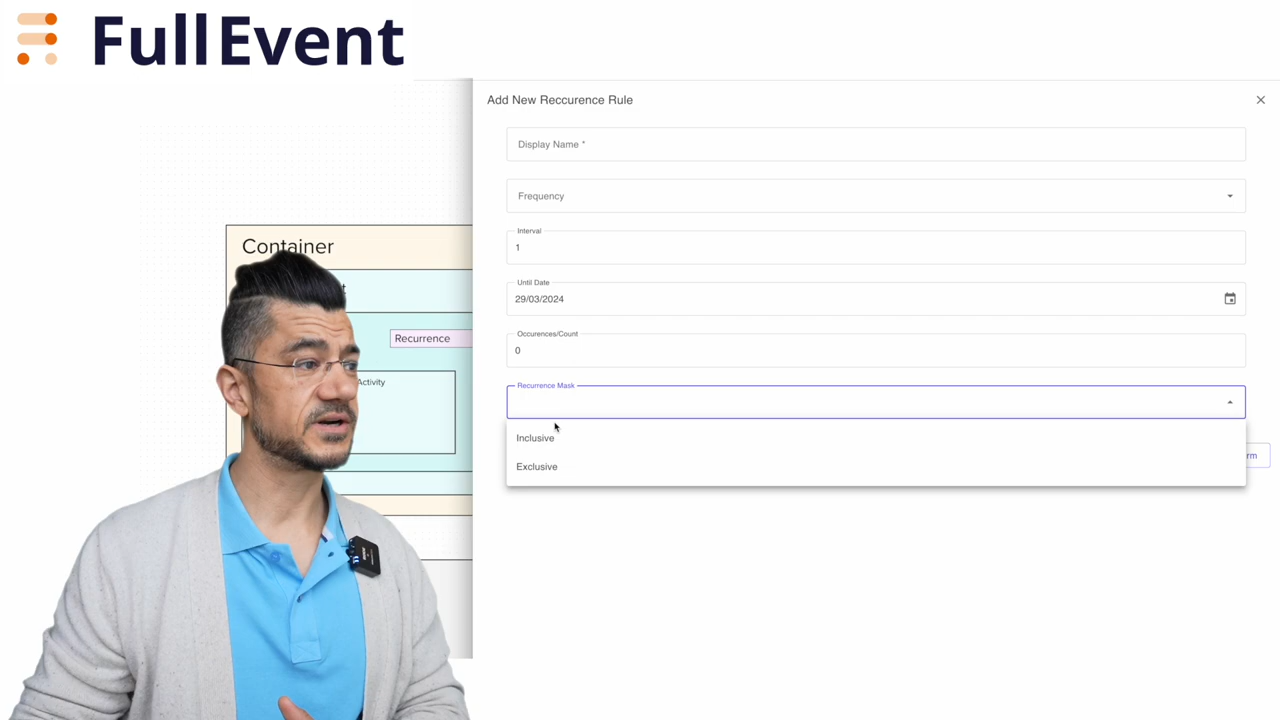 FullEvent
Add New Reccurence Rule
Display Name *
Frequency
Interval
1
Until Date
29/03/2024
Occurences/Count
0
Recurrence Mask
Inclusive
Exclusive
Container
Recurrence
Activity